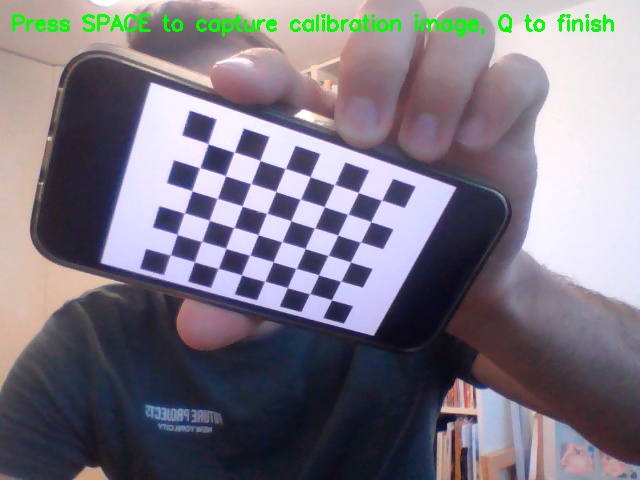 Press SPACE to capture calibration image, Q to finish
FUTURE PROJECTS
NEW YORK CITY